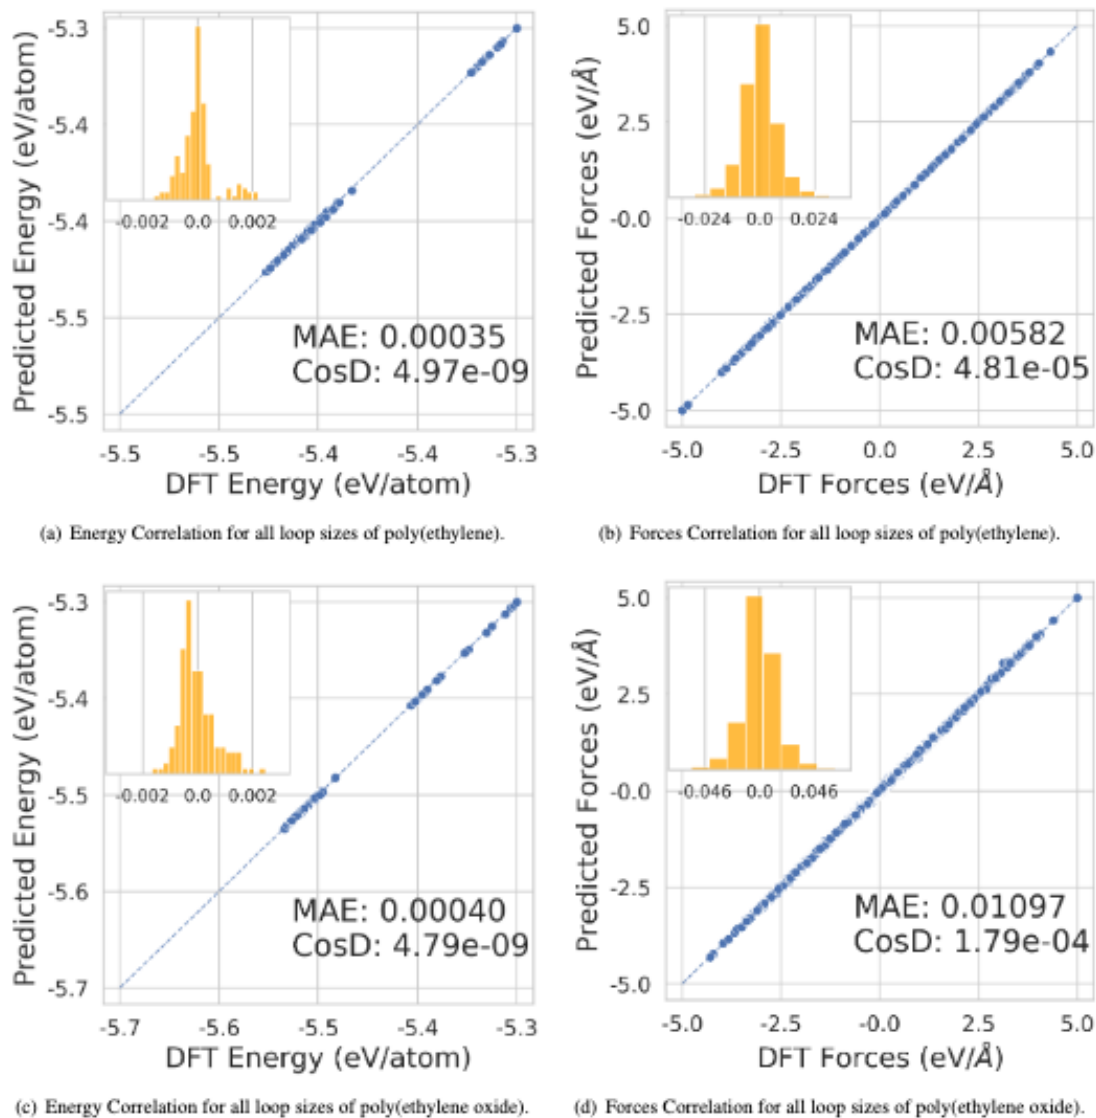 -5.3
-5.4
-5.4
-5.5
-5.5
Predicted Energy (eV/atom)
-0.002 0.0 0.002
MAE: 0.00035
CosD: 4.97e-09
-5.5 -5.5 -5.4 -5.4 -5.3
DFT Energy (eV/atom)
(a) Energy Correlation for all loop sizes of poly(ethylene).
5.0
2.5
-0.0
-2.5
-5.0
Predicted Forces (eV/Å)
-0.024 0.0 0.024
MAE: 0.00582
CosD: 4.81e-05
-5.0 -2.5 0.0 2.5 5.0
DFT Forces (eV/Å)
(b) Forces Correlation for all loop sizes of poly(ethylene).
-5.3
-5.4
-5.5
-5.6
-5.7
Predicted Energy (eV/atom)
-0.002 0.0 0.002
MAE: 0.00040
CosD: 4.79e-09
-5.7 -5.6 -5.5 -5.4 -5.3
DFT Energy (eV/atom)
(c) Energy Correlation for all loop sizes of poly(ethylene oxide).
5.0
2.5
-0.0
-2.5
-5.0
Predicted Forces (eV/Å)
-0.046 0.0 0.046
MAE: 0.01097
CosD: 1.79e-04
-5.0 -2.5 -0.0 2.5 5.0
DFT Forces (eV/Å)
(d) Forces Correlation for all loop sizes of poly(ethylene oxide).